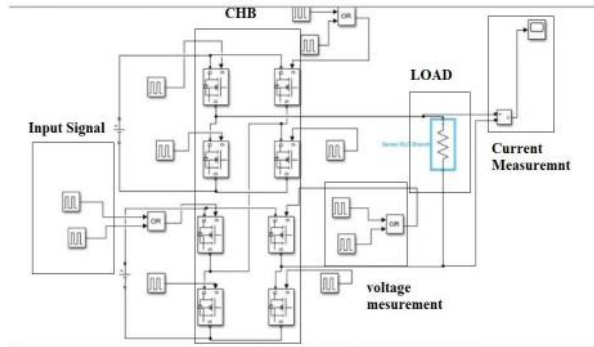 CHB
OR
LOAD
Input Signal
Series RLC Branch
Current
Measuremnt
OR
OR
voltage
mesurement